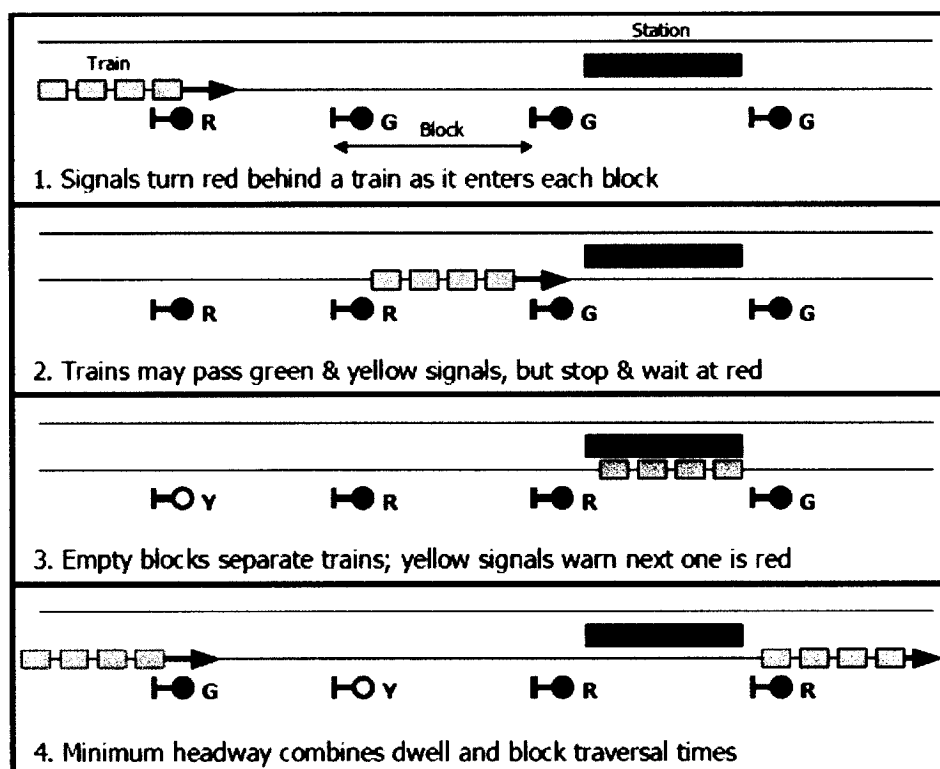 Station
Train
R G G G
Block
1. Signals turn red behind a train as it enters each block
R R G G
2. Trains may pass green & yellow signals, but stop & wait at red
Y R R G
3. Empty blocks separate trains; yellow signals warn next one is red
G Y R R
4. Minimum headway combines dwell and block traversal times